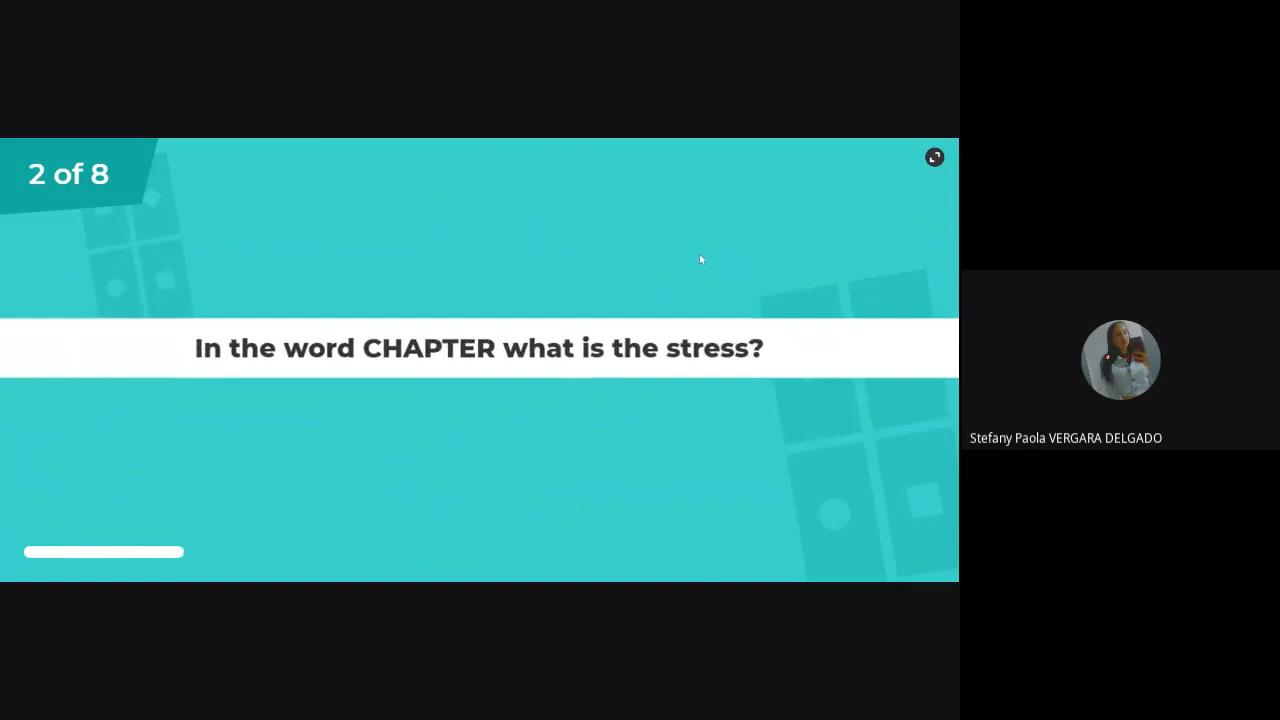 2 of 8
In the word CHAPTER what is the stress?
Stefany Paola VERGARA DELGADO